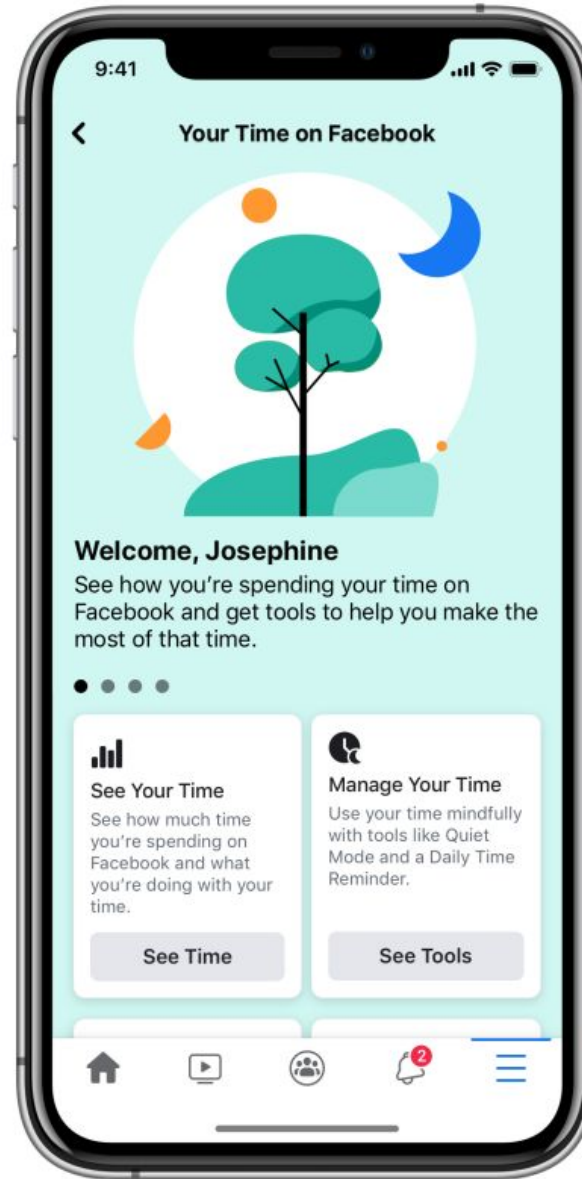 9:41
Your Time on Facebook
Welcome, Josephine
See how you're spending your time on
Facebook and get tools to help you make the
most of that time.
See Your Time
See how much time
you're spending on
Facebook and what
you're doing with your
time.
See Time
Manage Your Time
Use your time mindfully
with tools like Quiet
Mode and a Daily Time
Reminder.
See Tools
2